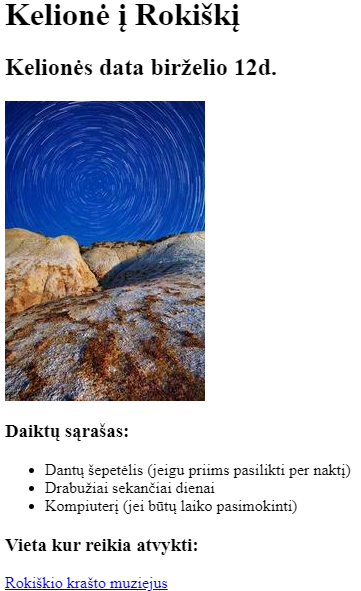 Kelionė į Rokiškį
Kelionės data birželio 12d.
Daiktų sąrašas:
Dantų šepetėlis (jeigu priims pasilikti per naktį)
Drabužiai sekančiai dienai
Kompiuterį (jei būtų laiko pasimokinti)
Vieta kur reikia atvykti:
Rokiškio krašto muziejus